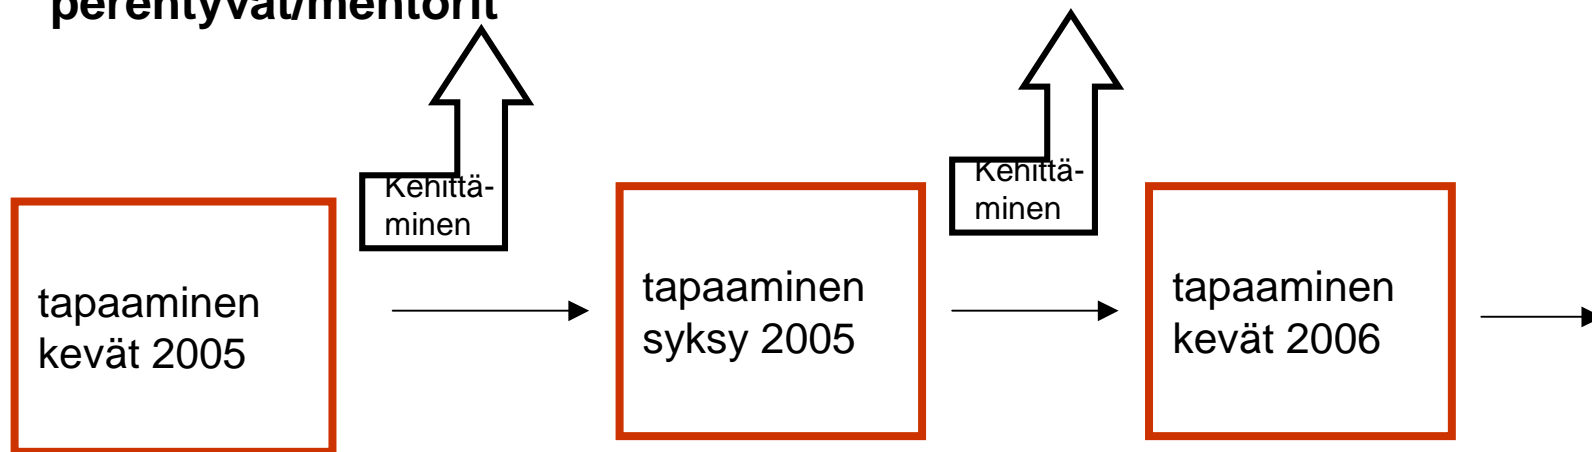 perehtyvät/mentorit
Kehittä-
minen
Kehittä-
minen
tapaaminen
kevät 2005
tapaaminen
syksy 2005
tapaaminen
kevät 2006